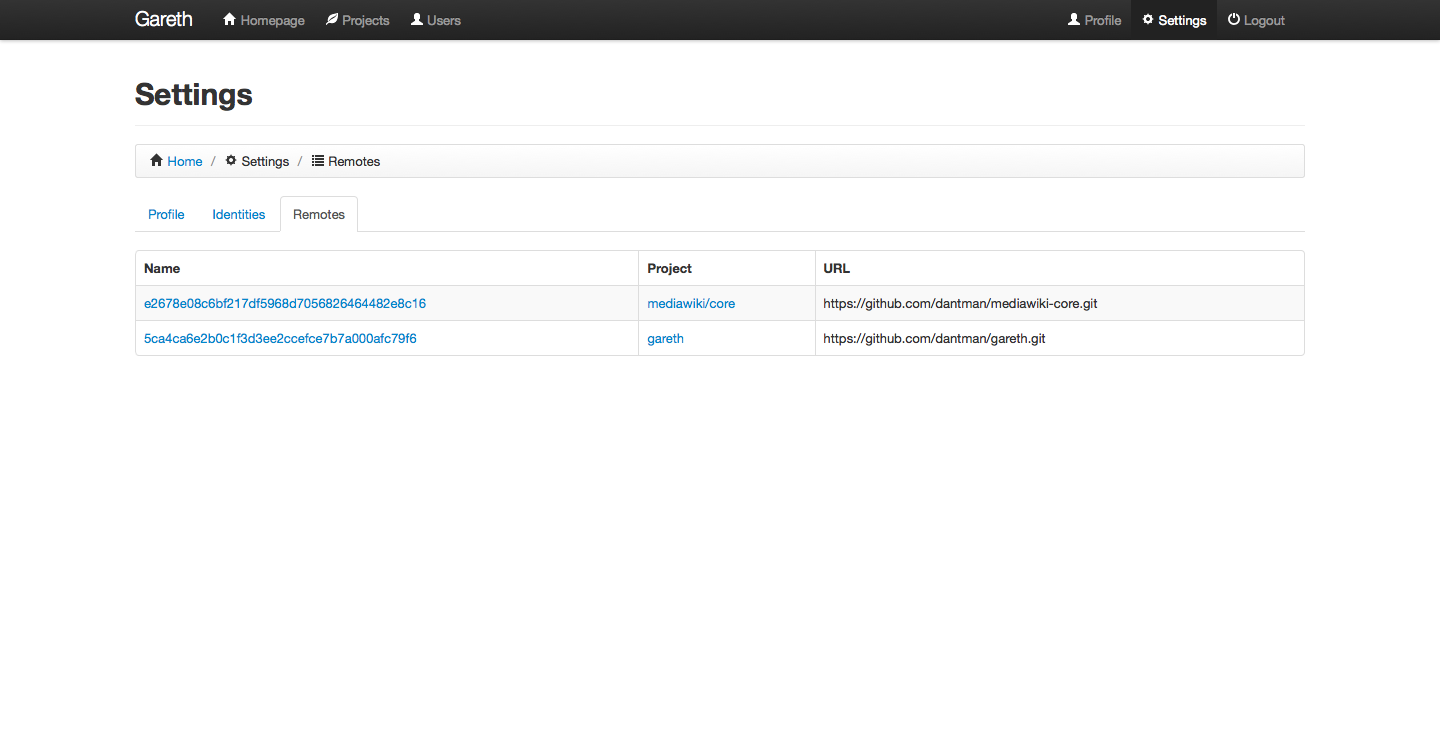 Gareth Homepage Projects Users Profile Settings Logout
Settings
Home / Settings / Remotes
Profile Identities Remotes
Name Project URL
e2678e08c6bf217df5968d7056826464482e8c16 mediawiki/core https://github.com/dantman/mediawiki-core.git
5ca4ca6e2b0c1f3d3ee2ccefce7b7a000afc79f6 gareth https://github.com/dantman/gareth.git